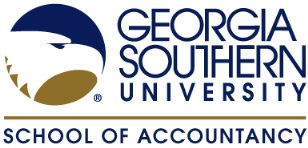 GEORGIA
SOUTHERN
UNIVERSITY
®
SCHOOL OF ACCOUNTANCY